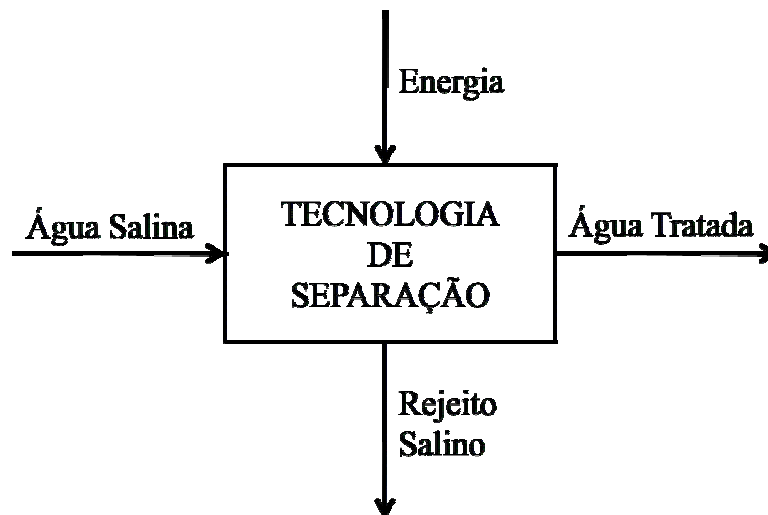 Energia
Água Salina
TECNOLOGIA
DE
SEPARAÇÃO
Água Tratada
Rejeito
Salino